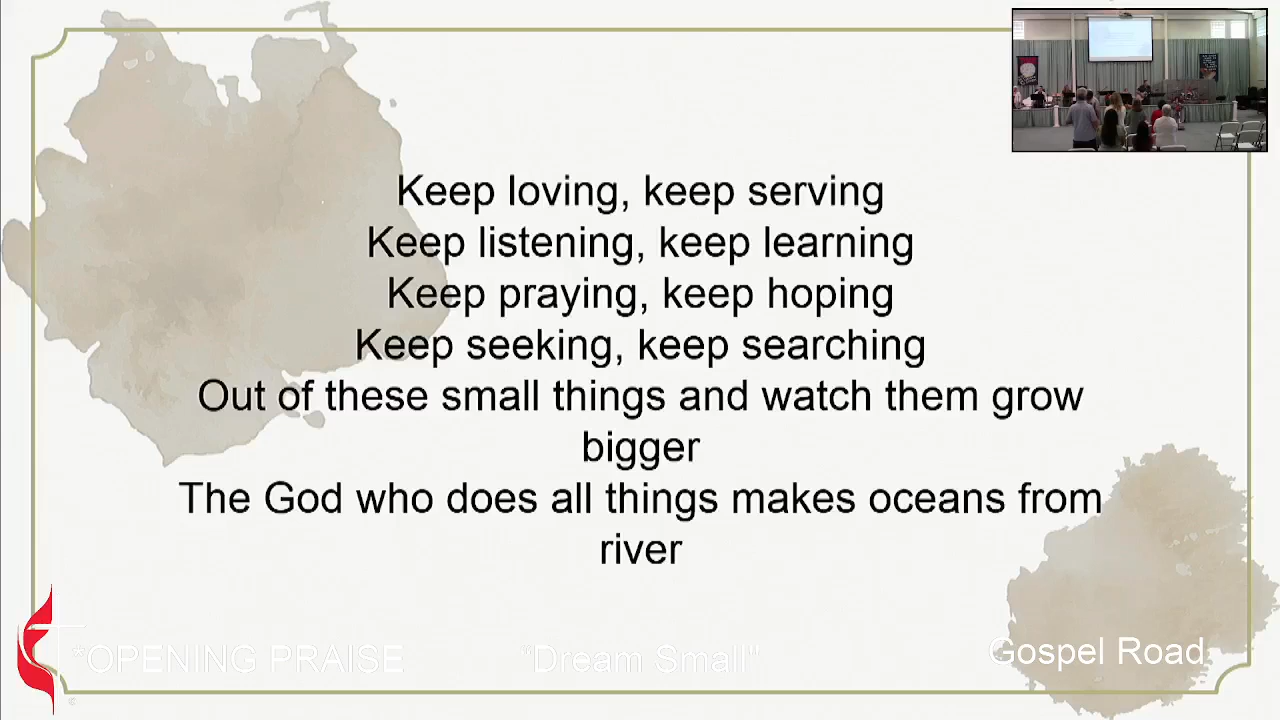 Keep loving, keep serving
Keep listening, keep learning
Keep praying, keep hoping
Keep seeking, keep searching
Out of these small things and watch them grow
bigger
The God who does all things makes oceans from
river
*OPENING PRAISE "Dream Small" Gospel Road